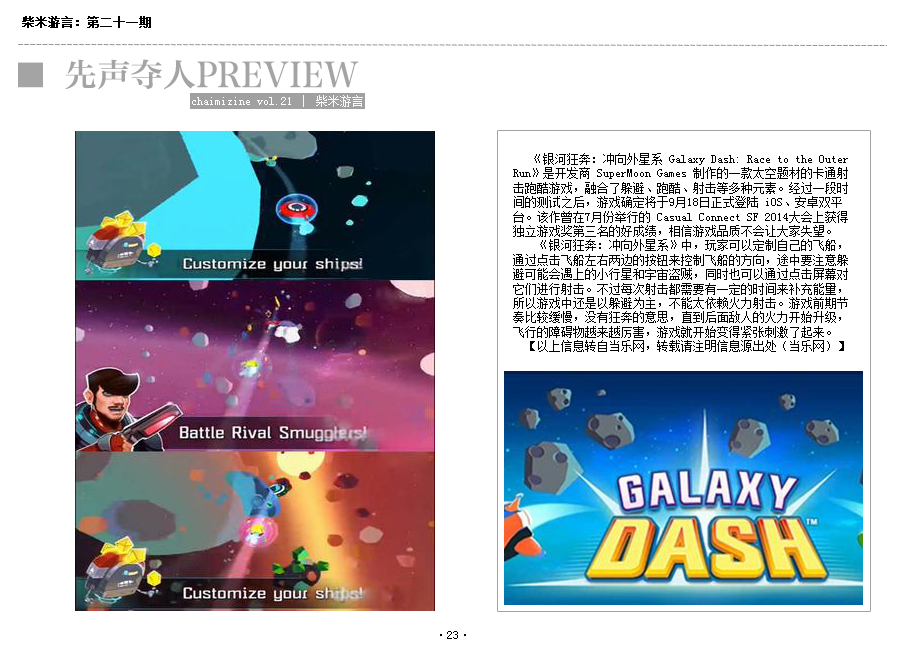 柴米游言：第二十一期
先声夺人PREVIEW
chaimizine vol.21 | 柴米游言
Customize your ships!
Battle Rival Smugglers!
Customize your ships!
《银河狂奔：冲向外星系 Galaxy Dash: Race to the Outer
Run》是开发商 SuperMoon Games 制作的一款太空题材的卡通射
击跑酷游戏，融合了躲避、跑酷、射击等多种元素。经过一段时
间的测试之后，游戏确定将于9月18日正式登陆 iOS、安卓双平
台。该作曾在7月份举行的 Casual Connect SF 2014大会上获得
独立游戏奖第三名的好成绩，相信游戏品质不会让大家失望。
《银河狂奔：冲向外星系》中，玩家可以定制自己的飞船，
通过点击飞船左右两边的按钮来控制飞船的方向，途中要注意躲
避可能会遇上的小行星和宇宙盗贼，同时也可以通过点击屏幕对
它们进行射击。不过每次射击都需要有一定的时间来补充能量，
所以游戏中还是以躲避为主，不能太依赖火力射击。游戏前期节
奏比较缓慢，没有狂奔的意思，直到后面敌人的火力开始升级，
飞行的障碍物越来越厉害，游戏就开始变得紧张刺激了起来。
【以上信息转自当乐网，转载请注明信息源出处（当乐网）】
GALAXY
DASH™
·23·